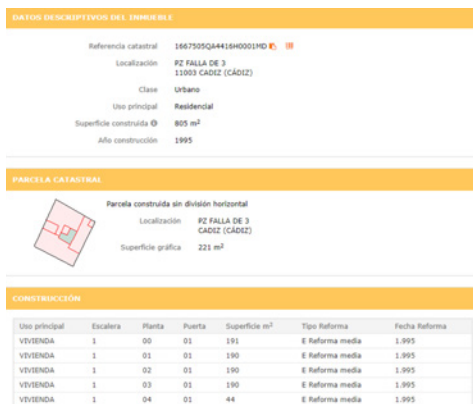 DATOS DESCRIPTIVOS DEL INMUEBLE
Referencia catastral 1667505QA4416H0001MD
Localización PZ FALLA DE 3
11003 CADIZ (CÁDIZ)
Clase Urbano
Uso principal Residencial
Superficie construida 805 m²
Año construcción 1995
PARCELA CATASTRAL
Parcela construida sin división horizontal
Localización PZ FALLA DE 3
CADIZ (CÁDIZ)
Superficie gráfica 221 m²
CONSTRUCCIÓN
Uso principal Escalera Planta Puerta Superficie m² Tipo Reforma Fecha Reforma
VIVIENDA 1 00 01 191 E Reforma media 1.995
VIVIENDA 1 01 01 190 E Reforma media 1.995
VIVIENDA 1 02 01 190 E Reforma media 1.995
VIVIENDA 1 03 01 190 E Reforma media 1.995
VIVIENDA 1 04 01 44 E Reforma media 1.995